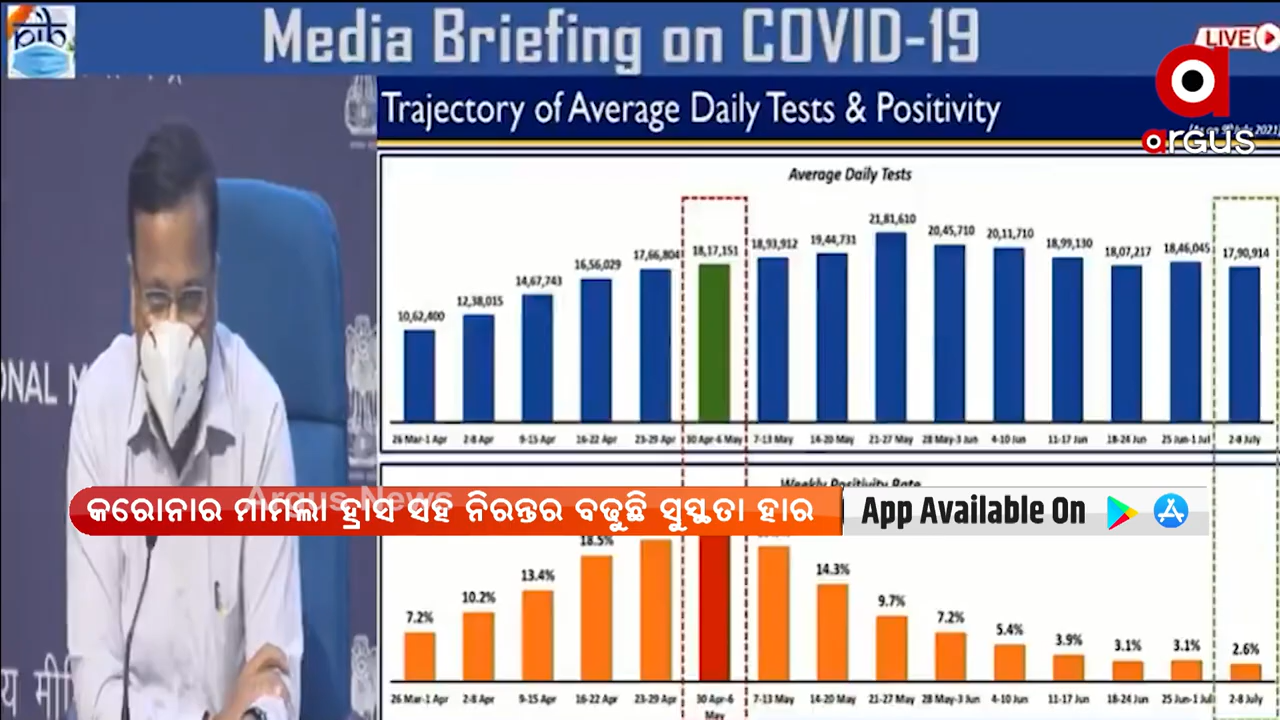 pib
Media Briefing on COVID-19
LIVE
Trajectory of Average Daily Tests & Positivity
(As on 9th July 2021)
argus
Average Daily Tests
10,62,400 12,38,015 14,67,743 16,56,029 17,66,804 18,17,151 18,93,912 19,44,731 21,81,610 20,45,710 20,11,710 18,99,130 18,07,217 18,46,045 17,90,914
26 Mar-1 Apr 2-8 Apr 9-15 Apr 16-22 Apr 23-29 Apr 30 Apr-6 May 7-13 May 14-20 May 21-27 May 28 May-3 Jun 4-10 Jun 11-17 Jun 18-24 Jun 25 Jun-1 Jul 2-8 July
Weekly Positivity Rate
Argus News
କରୋନାର ମାମଲା ହ୍ରାସ ସହ ନିରନ୍ତର ବଢୁଛି ସୁସ୍ଥତା ହାର
App Available On
7.2% 10.2% 13.4% 18.5% 14.3% 9.7% 7.2% 5.4% 3.9% 3.1% 3.1% 2.6%
26 Mar-1 Apr 2-8 Apr 9-15 Apr 16-22 Apr 23-29 Apr 30 Apr-6 May 7-13 May 14-20 May 21-27 May 28 May-3 Jun 4-10 Jun 11-17 Jun 18-24 Jun 25 Jun-1 Jul 2-8 July
ONAL M